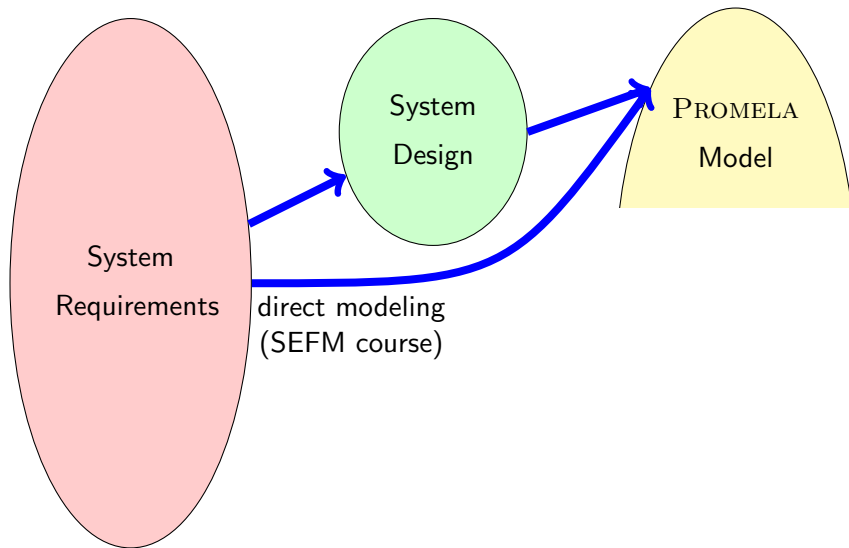 System
Requirements
System
Design
PROMELA
Model
direct modeling
(SEFM course)